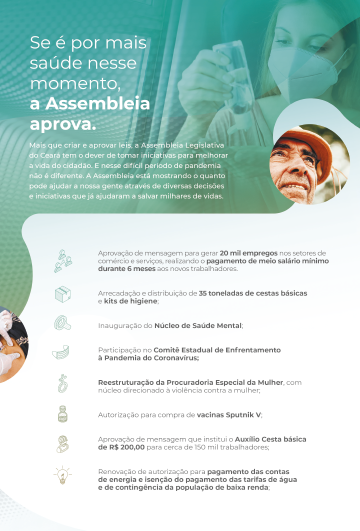 Se é por mais
saúde nesse
momento,
a Assembleia
aprova.
Mais que criar e aprovar leis, a Assembleia Legislativa
do Ceará tem o dever de tomar iniciativas para melhorar
a vida do cidadão. E nesse difícil período de pandemia
não é diferente. A Assembleia está mostrando o quanto
pode ajudar a nossa gente através de diversas decisões
e iniciativas que já ajudaram a salvar milhares de vidas.
Aprovação de mensagem para gerar 20 mil empregos nos setores de
comércio e serviços, realizando o pagamento de meio salário mínimo
durante 6 meses aos novos trabalhadores.
Arrecadação e distribuição de 35 toneladas de cestas básicas
e kits de higiene;
Inauguração do Núcleo de Saúde Mental;
Participação no Comitê Estadual de Enfrentamento
à Pandemia do Coronavírus;
Reestruturação da Procuradoria Especial da Mulher, com
núcleo direcionado à violência contra a mulher;
Autorização para compra de vacinas Sputnik V;
Aprovação de mensagem que institui o Auxílio Cesta básica
de R$ 200,00 para cerca de 150 mil trabalhadores;
Renovação de autorização para pagamento das contas
de energia e isenção do pagamento das tarifas de água
e de contingência da população de baixa renda.